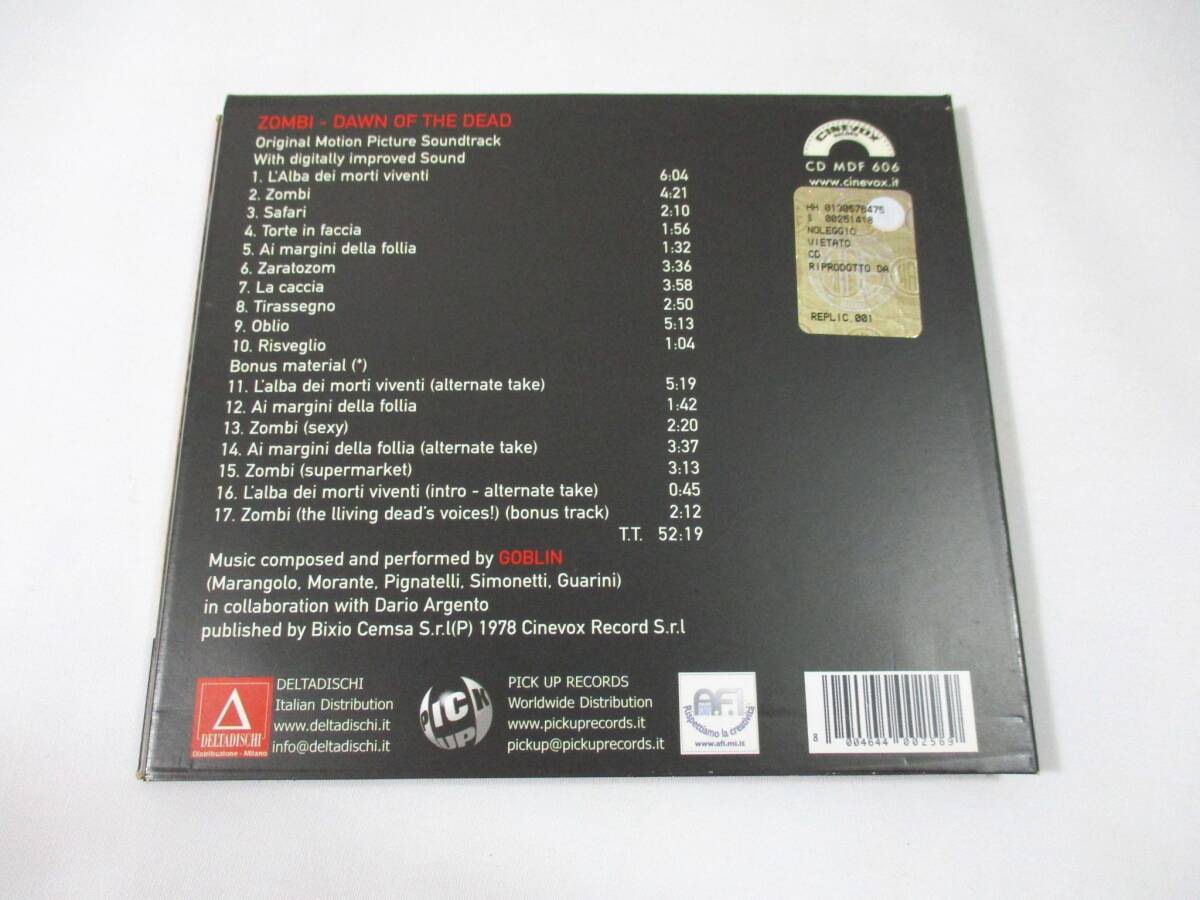 ZOMBI - DAWN OF THE DEAD
Original Motion Picture Soundtrack
With digitally improved Sound
1. L'Alba dei morti viventi 6:04
2. Zombi 4:21
3. Safari 2:10
4. Torte in faccia 1:56
5. Ai margini della follia 1:32
6. Zaratozom 3:36
7. La caccia 3:58
8. Tirassegno 2:50
9. Oblio 5:13
10. Risveglio 1:04
Bonus material (*)
11. L'alba dei morti viventi (alternate take) 5:19
12. Ai margini della follia 1:42
13. Zombi (sexy) 2:20
14. Ai margini della follia (alternate take) 3:37
15. Zombi (supermarket) 3:13
16. L'alba dei morti viventi (intro - alternate take) 0:45
17. Zombi (the lliving dead's voices!) (bonus track) 2:12
T.T. 52:19
Music composed and performed by GOBLIN
(Marangolo, Morante, Pignatelli, Simonetti, Guarini)
in collaboration with Dario Argento
published by Bixio Cemsa S.r.l(P) 1978 Cinevox Record S.r.l
CINEVOX
RECORD
CD MDF 606
www.cinevox.it
HH 0130578475
S 00251418
NOLEGGIO
VIETATO
CD
RIPRODOTTO DA
REPLIC.001
DELTADISCHI
Distribuzione - Milano
DELTADISCHI
Italian Distribution
www.deltadischi.it
info@deltadischi.it
PICK
UP
PICK UP RECORDS
Worldwide Distribution
www.pickuprecords.it
pickup@pickuprecords.it
A.F.I.
Rispettiamo la creatività
www.afi.mi.it
8 004644 002569